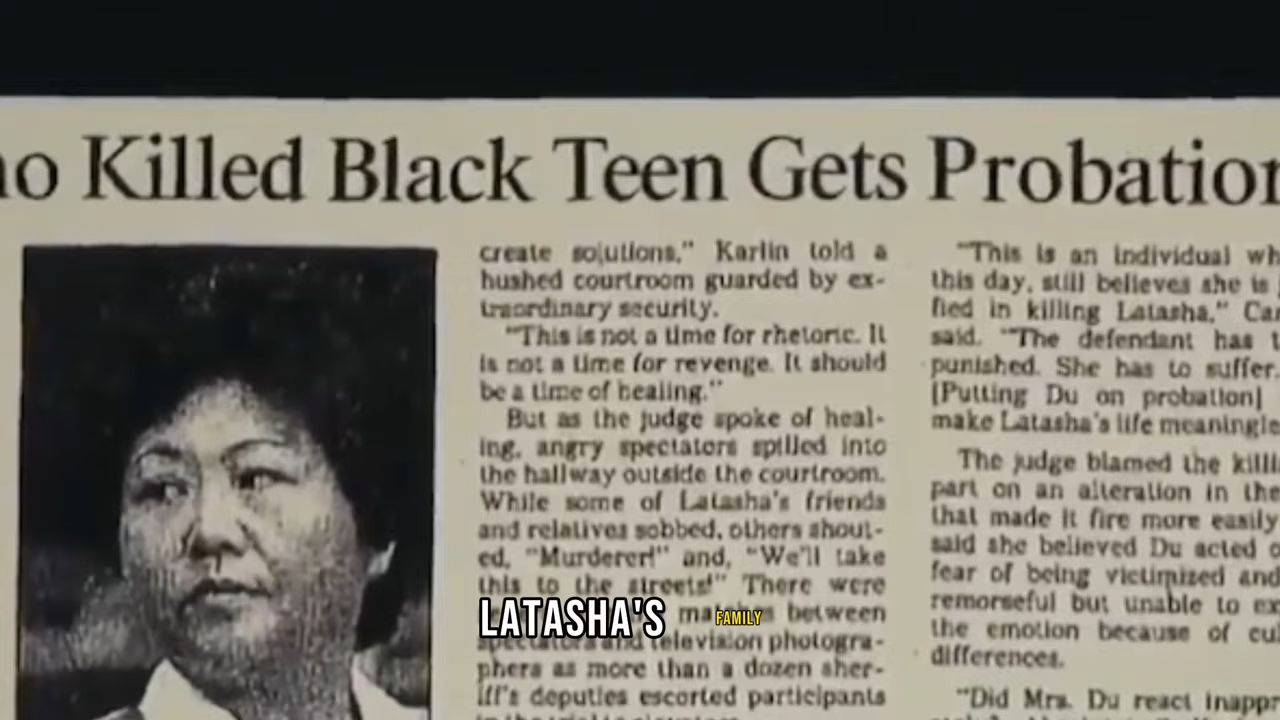 Killed Black Teen Gets Probation
create solutions," Karlin told a
hushed courtroom guarded by ex-
traordinary security.
"This is not a time for rhetoric. It
is not a time for revenge. It should
be a time of healing."
But as the judge spoke of heal-
ing, angry spectators spilled into
the hallway outside the courtroom.
While some of Latasha's friends
and relatives sobbed, others shout-
ed, "Murderer!" and, "We'll take
this to the streets!" There were
LATASHA'S FAMILY
between
spectators and television photogra-
phers as more than a dozen sher-
iff's deputies escorted participants
"This is an individual wh
this day, still believes she is
fied in killing Latasha," Car
said. "The defendant has t
punished. She has to suffer.
[Putting Du on probation]
make Latasha's life meaningle
The judge blamed the killi
part on an alteration in the
that made it fire more easily
said she believed Du acted o
fear of being victimized and
remorseful but unable to ex
the emotion because of cul
differences.
"Did Mrs. Du react inappr